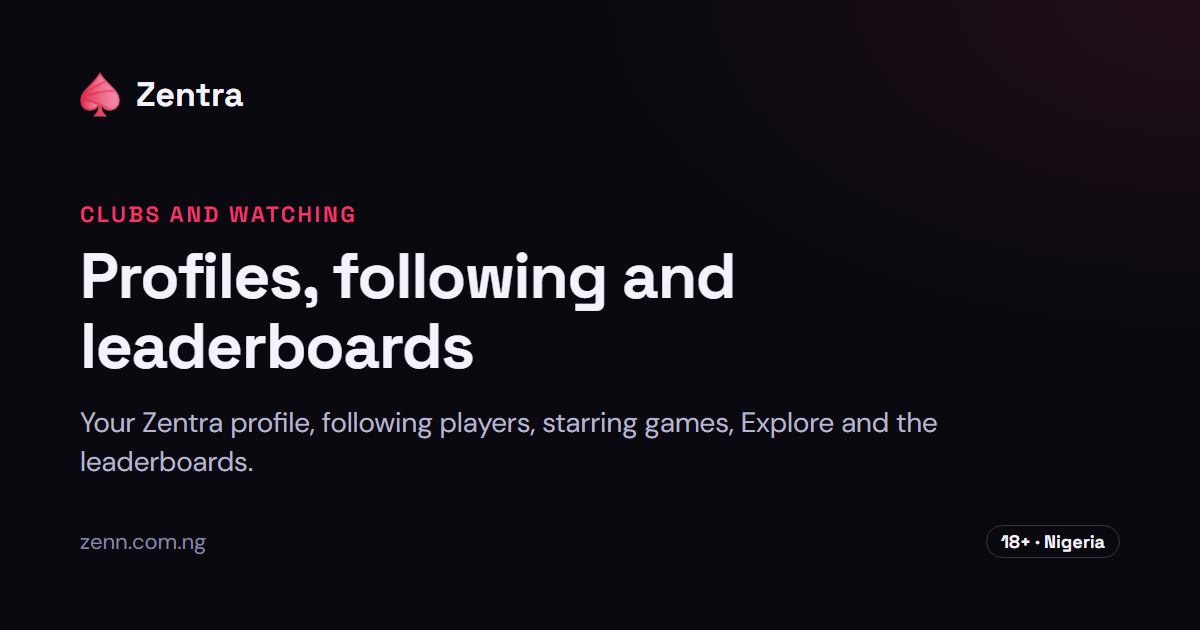 Zentra
CLUBS AND WATCHING
Profiles, following and
leaderboards
Your Zentra profile, following players, starring games, Explore and the
leaderboards.
zenn.com.ng
18+ · Nigeria